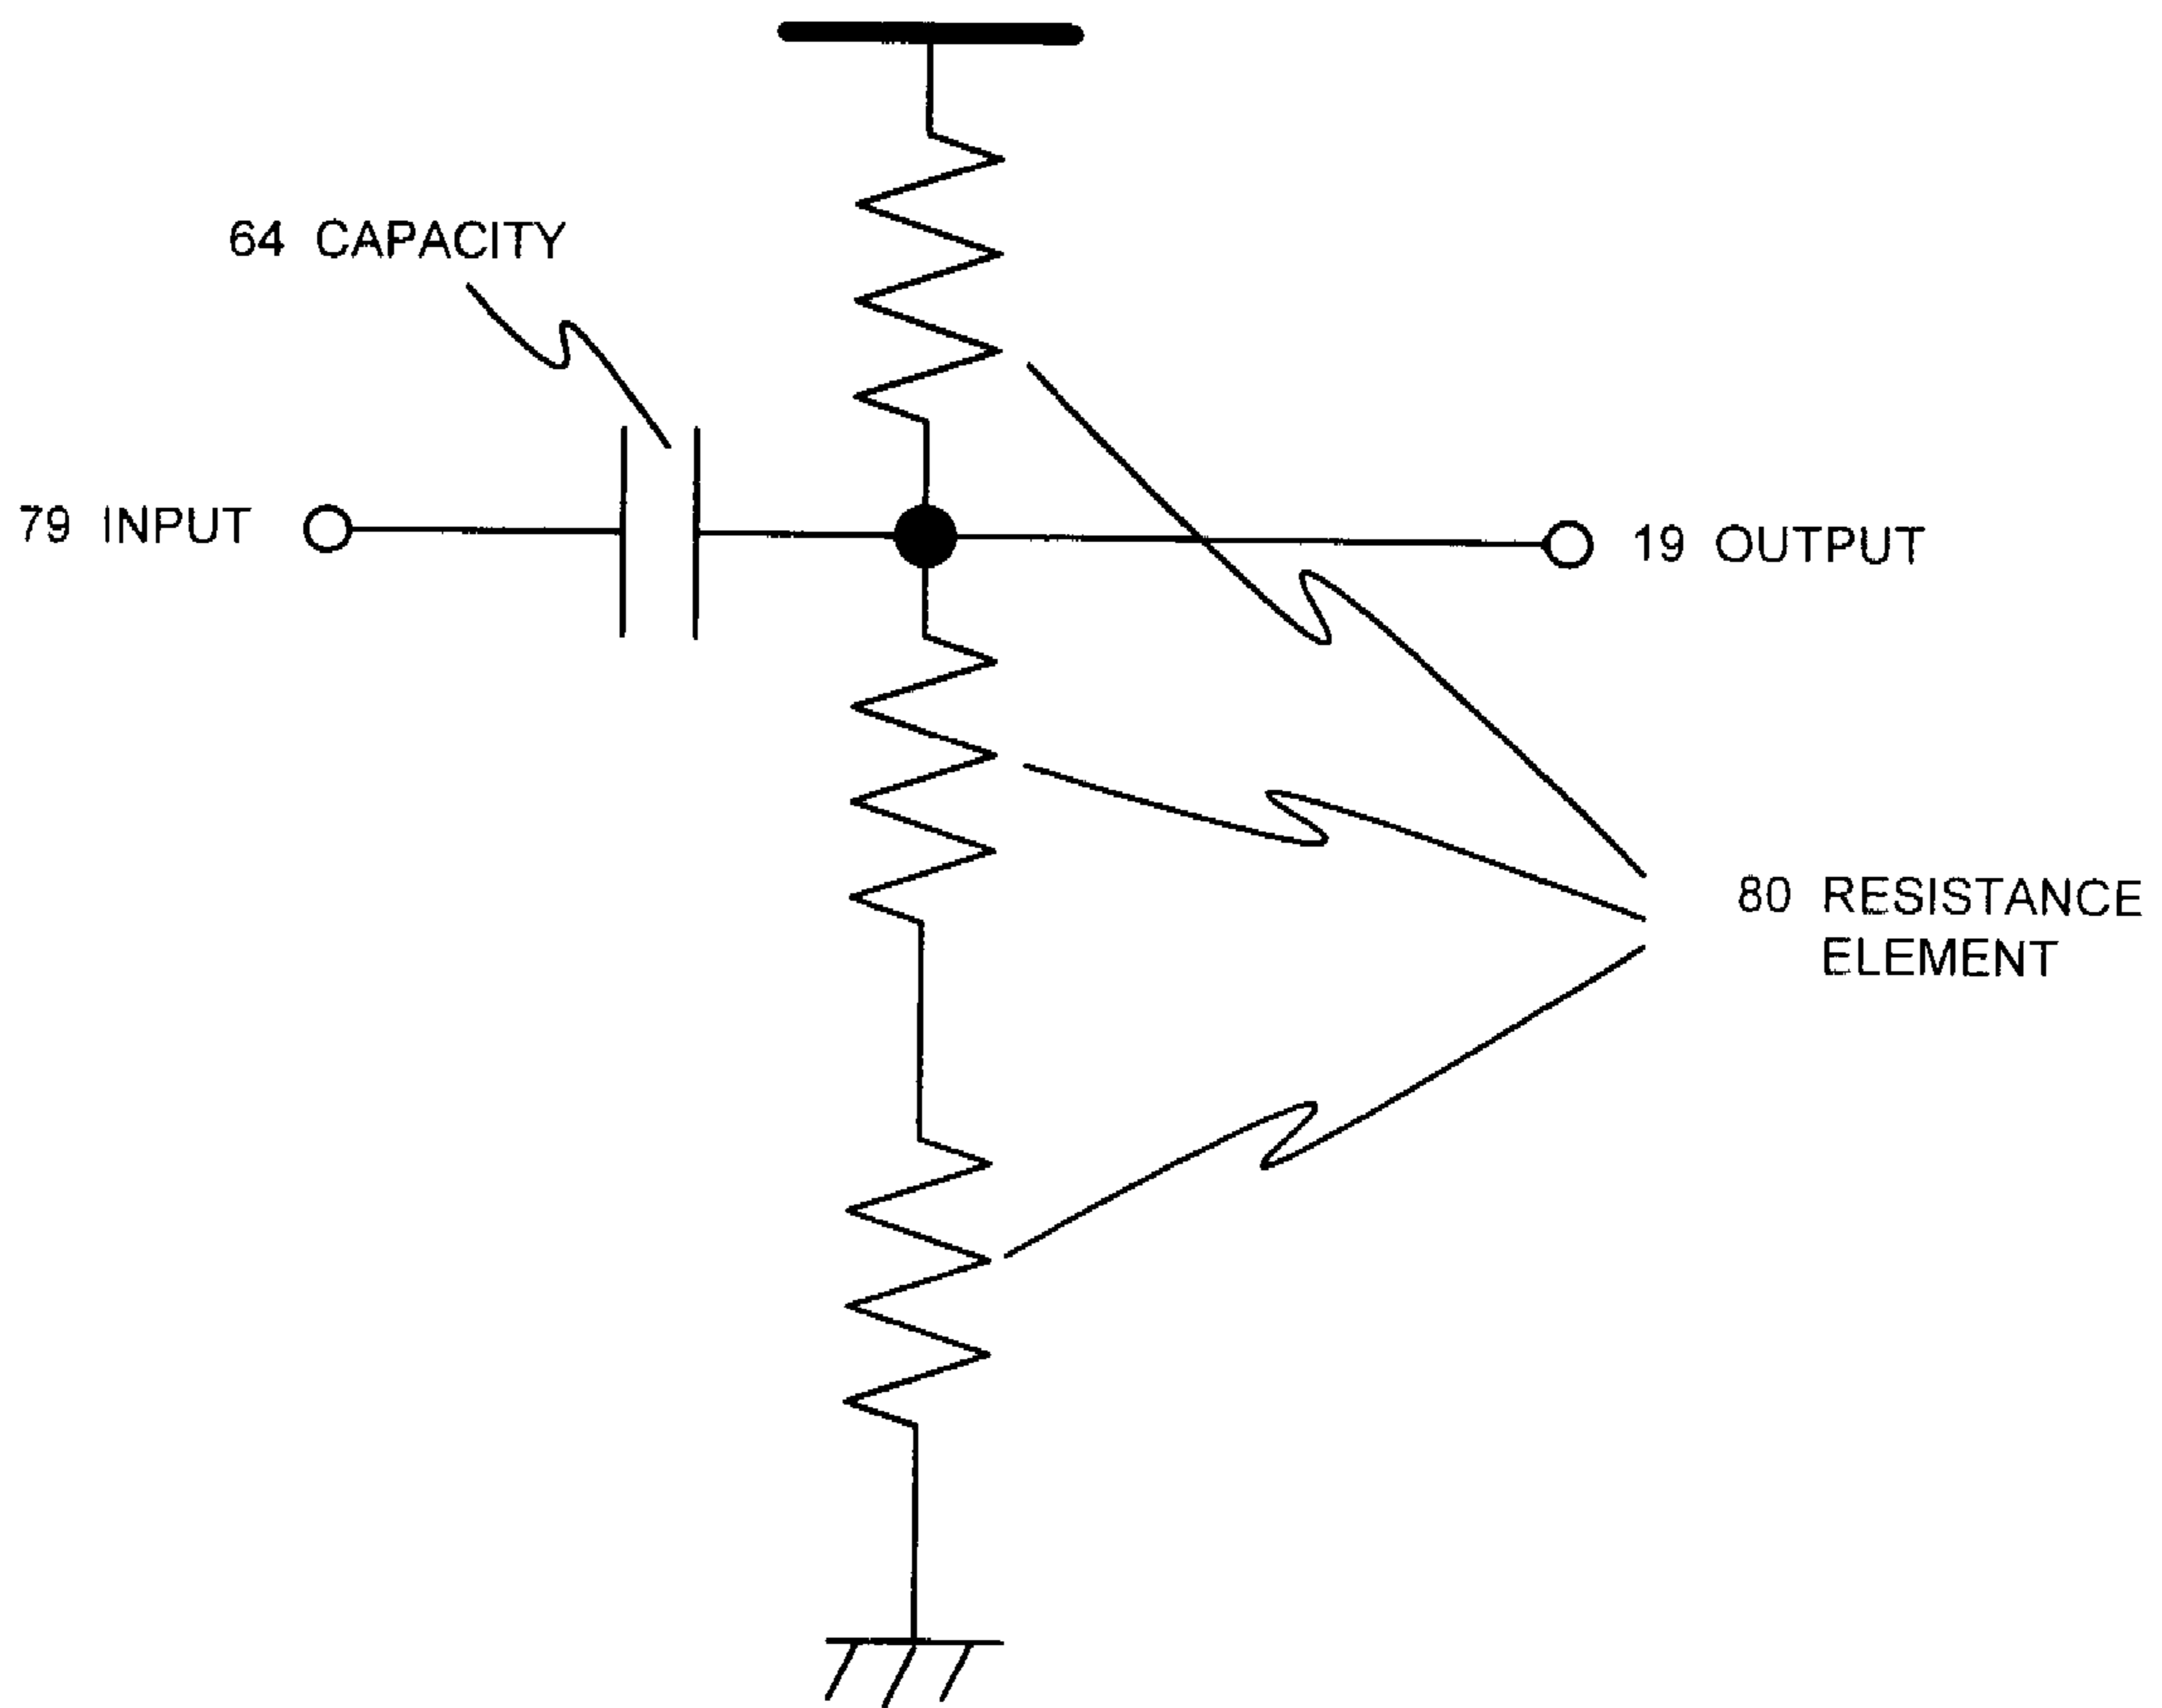 64 CAPACITY
79 INPUT
19 OUTPUT
80 RESISTANCE
ELEMENT